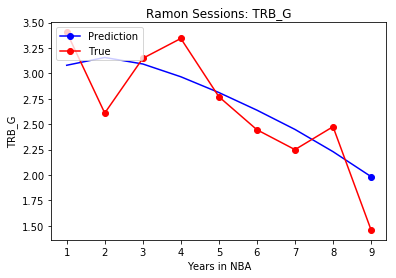 Ramon Sessions: TRB_G
3.50
3.25
3.00
2.75
2.50
2.25
2.00
1.75
1.50
TRB_G
Prediction
True
1 2 3 4 5 6 7 8 9
Years in NBA